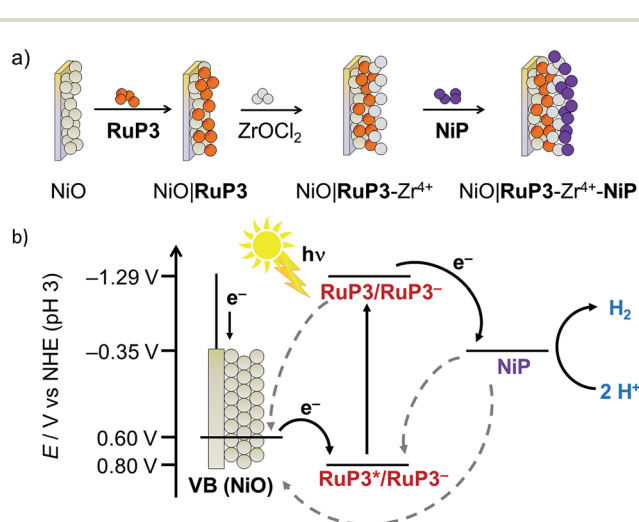 a)
RuP3
ZrOCl₂
NiP
NiO
NiO|RuP3
NiO|RuP3-Zr⁴⁺
NiO|RuP3-Zr⁴⁺-NiP
b)
hν
E / V vs NHE (pH 3)
–1.29 V
e⁻
RuP3/RuP3⁻
e⁻
H₂
–0.35 V
NiP
2 H⁺
e⁻
0.60 V
0.80 V
VB (NiO)
RuP3*/RuP3⁻